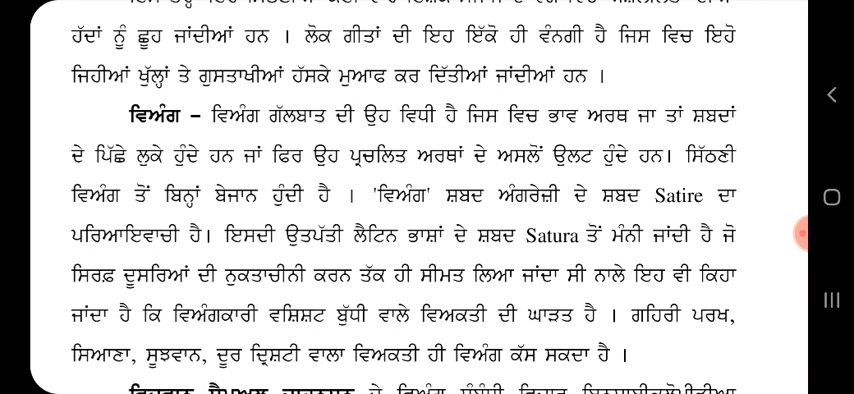 ਹੱਦਾਂ ਨੂੰ ਛੂਹ ਜਾਂਦੀਆਂ ਹਨ । ਲੋਕ ਗੀਤਾਂ ਦੀ ਇਹ ਇੱਕੋ ਹੀ ਵੰਨਗੀ ਹੈ ਜਿਸ ਵਿਚ ਇਹੋ
ਜਿਹੀਆਂ ਖੁੱਲ੍ਹਾਂ ਤੇ ਗੁਸਤਾਖੀਆਂ ਹੱਸਕੇ ਮੁਆਫ ਕਰ ਦਿੱਤੀਆਂ ਜਾਂਦੀਆਂ ਹਨ ।
ਵਿਅੰਗ – ਵਿਅੰਗ ਗੱਲਬਾਤ ਦੀ ਉਹ ਵਿਧੀ ਹੈ ਜਿਸ ਵਿਚ ਭਾਵ ਅਰਥ ਜਾ ਤਾਂ ਸ਼ਬਦਾਂ
ਦੇ ਪਿੱਛੇ ਲੁਕੇ ਹੁੰਦੇ ਹਨ ਜਾਂ ਫਿਰ ਉਹ ਪ੍ਰਚਲਿਤ ਅਰਥਾਂ ਦੇ ਅਸਲੋਂ ਉਲਟ ਹੁੰਦੇ ਹਨ। ਸਿੱਠਣੀ
ਵਿਅੰਗ ਤੋਂ ਬਿਨ੍ਹਾਂ ਬੇਜਾਨ ਹੁੰਦੀ ਹੈ । 'ਵਿਅੰਗ' ਸ਼ਬਦ ਅੰਗਰੇਜ਼ੀ ਦੇ ਸ਼ਬਦ Satire ਦਾ
ਪਰਿਆਇਵਾਚੀ ਹੈ। ਇਸਦੀ ਉਤਪੱਤੀ ਲੈਟਿਨ ਭਾਸ਼ਾਂ ਦੇ ਸ਼ਬਦ Satura ਤੋਂ ਮੰਨੀ ਜਾਂਦੀ ਹੈ ਜੋ
ਸਿਰਫ਼ ਦੂਸਰਿਆਂ ਦੀ ਨੁਕਤਾਚੀਨੀ ਕਰਨ ਤੱਕ ਹੀ ਸੀਮਤ ਲਿਆ ਜਾਂਦਾ ਸੀ ਨਾਲੇ ਇਹ ਵੀ ਕਿਹਾ
ਜਾਂਦਾ ਹੈ ਕਿ ਵਿਅੰਗਕਾਰੀ ਵਸ਼ਿਸ਼ਟ ਬੁੱਧੀ ਵਾਲੇ ਵਿਅਕਤੀ ਦੀ ਘਾੜਤ ਹੈ । ਗਹਿਰੀ ਪਰਖ,
ਸਿਆਣਾ, ਸੂਝਵਾਨ, ਦੂਰ ਦ੍ਰਿਸ਼ਟੀ ਵਾਲਾ ਵਿਅਕਤੀ ਹੀ ਵਿਅੰਗ ਕੱਸ ਸਕਦਾ ਹੈ ।